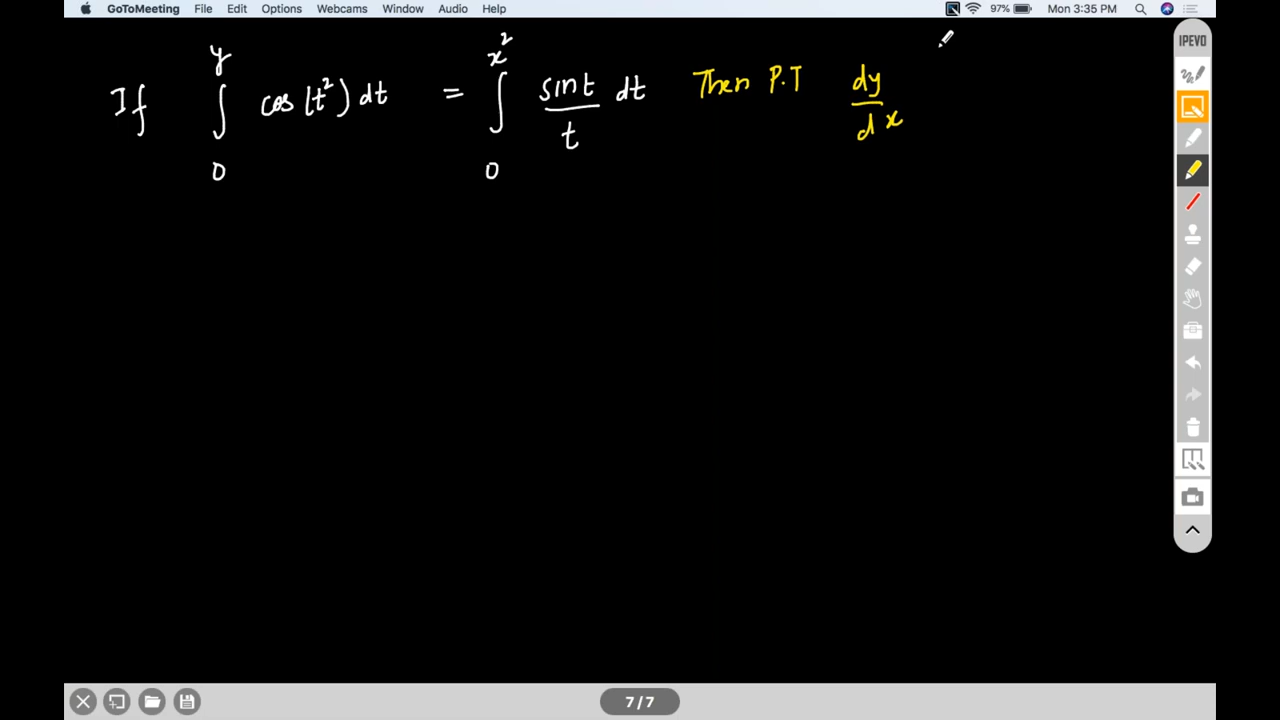 GoToMeeting File Edit Options Webcams Window Audio Help 97% Mon 3:35 PM
IPEVO
If ∫₀^y cos(t²) dt = ∫₀^x² sint/t dt Then P.T dy/dx
7/7